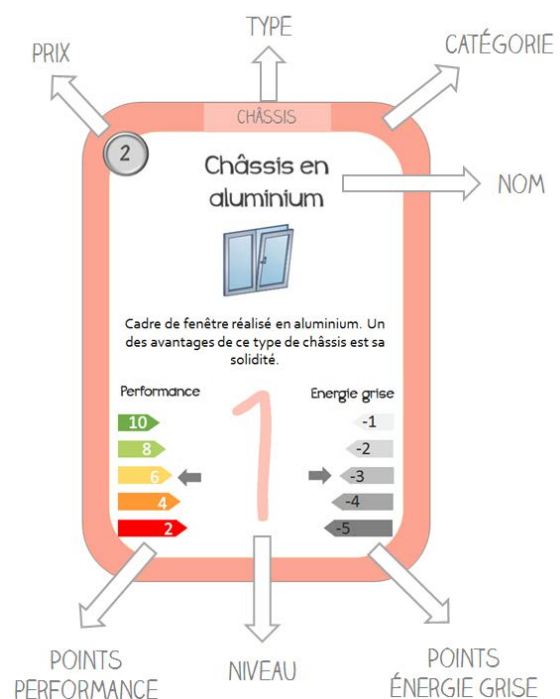 TYPE
PRIX
CATÉGORIE
CHÂSSIS
2
Châssis en
aluminium
NOM
Cadre de fenêtre réalisé en aluminium. Un
des avantages de ce type de châssis est sa
solidité.
Performance
Energie grise
1
10
8
6
4
2
-1
-2
-3
-4
-5
POINTS
PERFORMANCE
NIVEAU
POINTS
ÉNERGIE GRISE